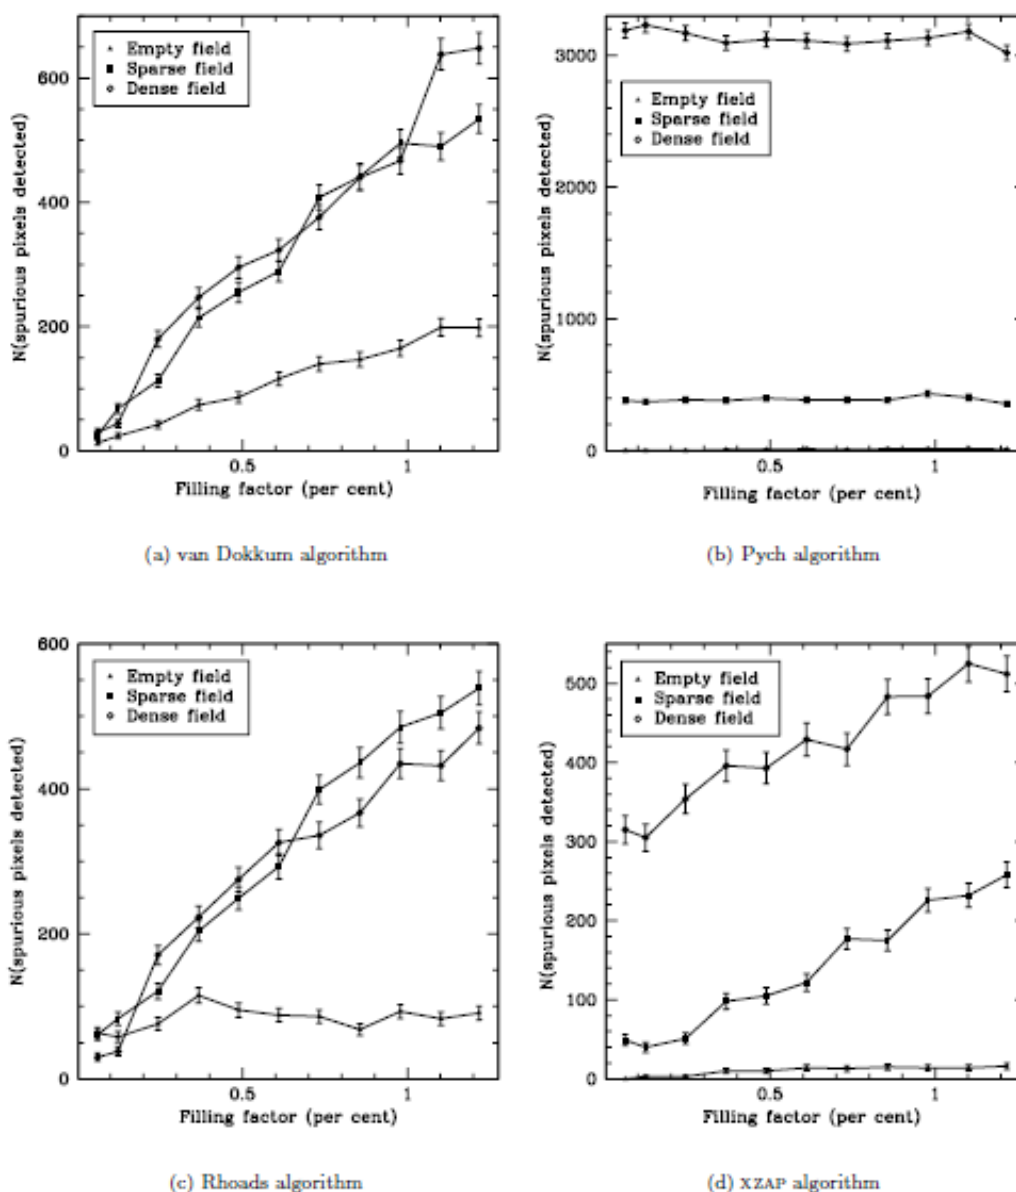 N(spurious pixels detected)
600
400
200
0
Empty field
Sparse field
Dense field
0.5
1
Filling factor (per cent)
(a) van Dokkum algorithm
N(spurious pixels detected)
3000
2000
1000
0
Empty field
Sparse field
Dense field
0.5
1
Filling factor (per cent)
(b) Pych algorithm
N(spurious pixels detected)
600
400
200
0
Empty field
Sparse field
Dense field
0.5
1
Filling factor (per cent)
(c) Rhoads algorithm
N(spurious pixels detected)
500
400
300
200
100
0
Empty field
Sparse field
Dense field
0.5
1
Filling factor (per cent)
(d) XZAP algorithm